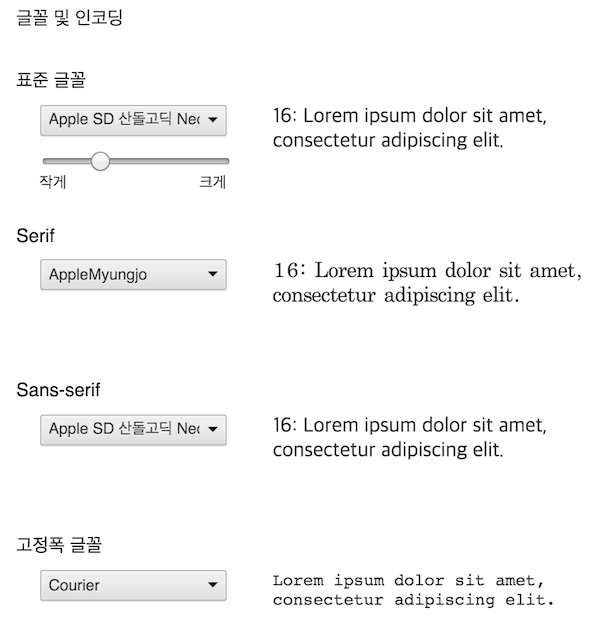 글꼴 및 인코딩
표준 글꼴
Apple SD 산돌고딕 Neo
16: Lorem ipsum dolor sit amet,
consectetur adipiscing elit.
작게
크게
Serif
AppleMyungjo
16: Lorem ipsum dolor sit amet,
consectetur adipiscing elit.
Sans-serif
Apple SD 산돌고딕 Neo
16: Lorem ipsum dolor sit amet,
consectetur adipiscing elit.
고정폭 글꼴
Courier
Lorem ipsum dolor sit amet,
consectetur adipiscing elit.